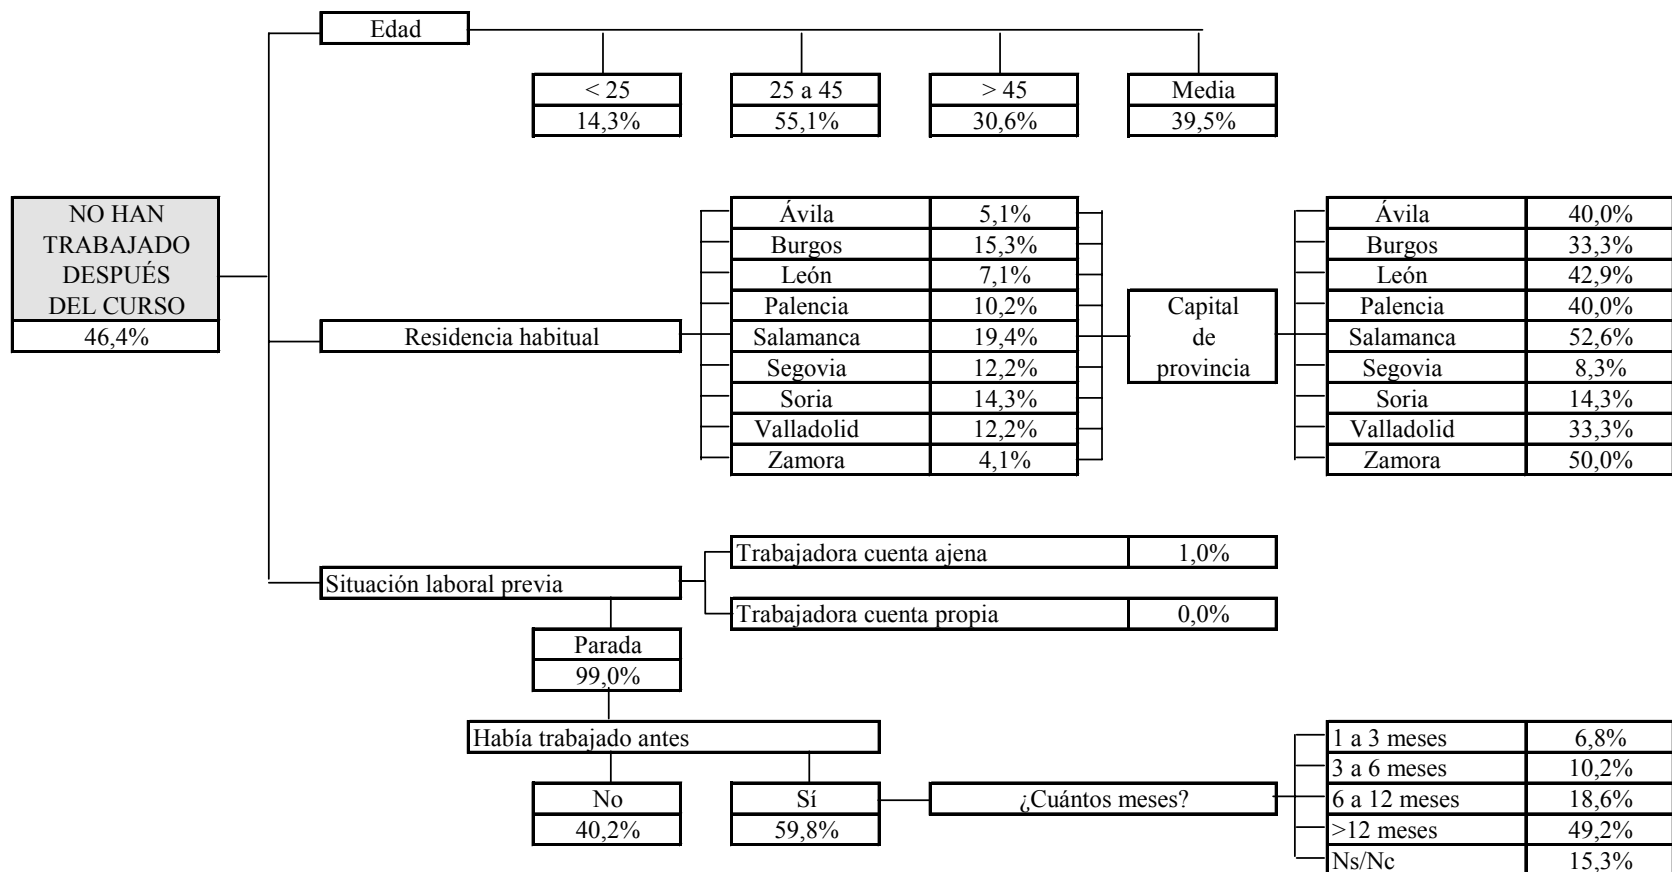 Edad
< 25
25 a 45
> 45
Media
14,3%
55,1%
30,6%
39,5%
NO HAN
TRABAJADO
DESPUÉS
DEL CURSO
46,4%
Residencia habitual
Ávila 5,1%
Burgos 15,3%
León 7,1%
Palencia 10,2%
Salamanca 19,4%
Segovia 12,2%
Soria 14,3%
Valladolid 12,2%
Zamora 4,1%
Capital
de
provincia
Ávila 40,0%
Burgos 33,3%
León 42,9%
Palencia 40,0%
Salamanca 52,6%
Segovia 8,3%
Soria 14,3%
Valladolid 33,3%
Zamora 50,0%
Situación laboral previa
Trabajadora cuenta ajena 1,0%
Trabajadora cuenta propia 0,0%
Parada
99,0%
Había trabajado antes
No
40,2%
Sí
59,8%
¿Cuántos meses?
1 a 3 meses 6,8%
3 a 6 meses 10,2%
6 a 12 meses 18,6%
>12 meses 49,2%
Ns/Nc 15,3%